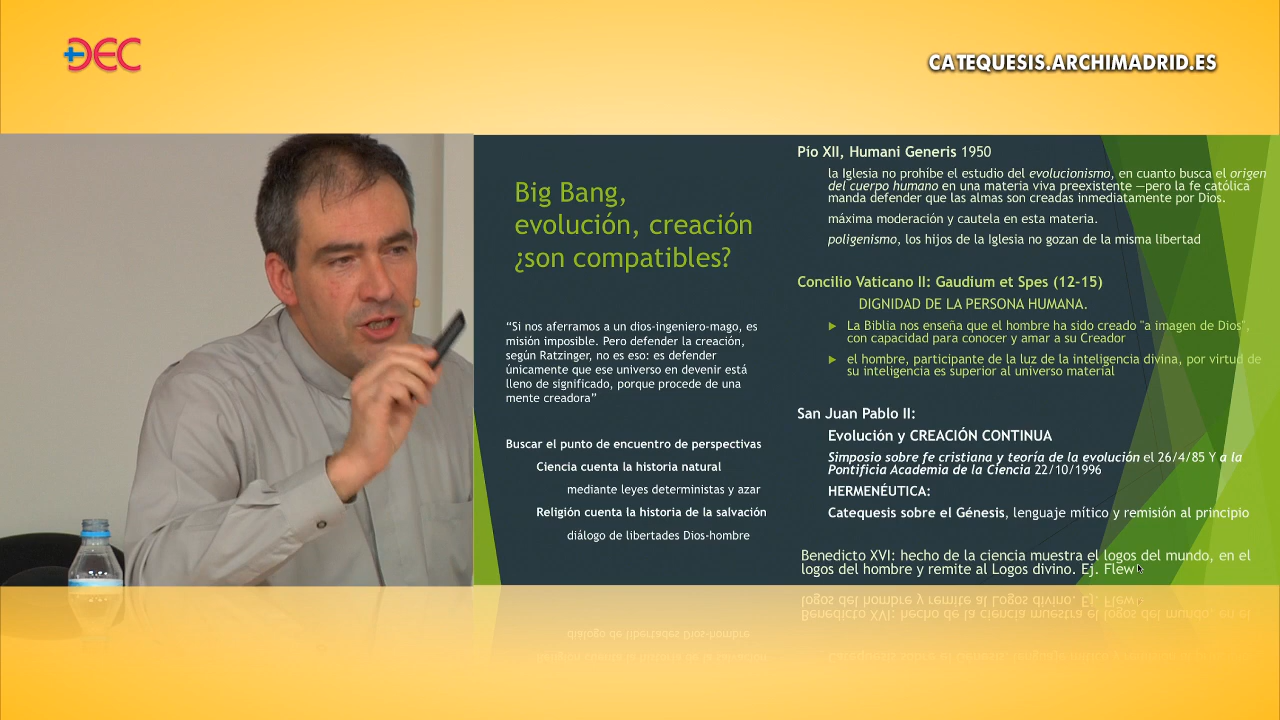 DEC
CATEQUESIS.ARCHIMADRID.ES
Big Bang,
evolución, creación
¿son compatibles?
“Si nos aferramos a un dios-ingeniero-mago, es
misión imposible. Pero defender la creación,
según Ratzinger, no es eso: es defender
únicamente que ese universo en devenir está
lleno de significado, porque procede de una
mente creadora”
Buscar el punto de encuentro de perspectivas
Ciencia cuenta la historia natural
mediante leyes deterministas y azar
Religión cuenta la historia de la salvación
diálogo de libertades Dios-hombre
Pío XII, Humani Generis 1950
la Iglesia no prohíbe el estudio del evolucionismo, en cuanto busca el origen
del cuerpo humano en una materia viva preexistente —pero la fe católica
manda defender que las almas son creadas inmediatamente por Dios.
máxima moderación y cautela en esta materia.
poligenismo, los hijos de la Iglesia no gozan de la misma libertad
Concilio Vaticano II: Gaudium et Spes (12-15)
DIGNIDAD DE LA PERSONA HUMANA.
La Biblia nos enseña que el hombre ha sido creado "a imagen de Dios",
con capacidad para conocer y amar a su Creador
el hombre, participante de la luz de la inteligencia divina, por virtud de
su inteligencia es superior al universo material
San Juan Pablo II:
Evolución y CREACIÓN CONTINUA
Simposio sobre fe cristiana y teoría de la evolución el 26/4/85 Y a la
Pontificia Academia de la Ciencia 22/10/1996
HERMENÉUTICA:
Catequesis sobre el Génesis, lenguaje mítico y remisión al principio
Benedicto XVI: hecho de la ciencia muestra el logos del mundo, en el
logos del hombre y remite al Logos divino. Ej. Flew